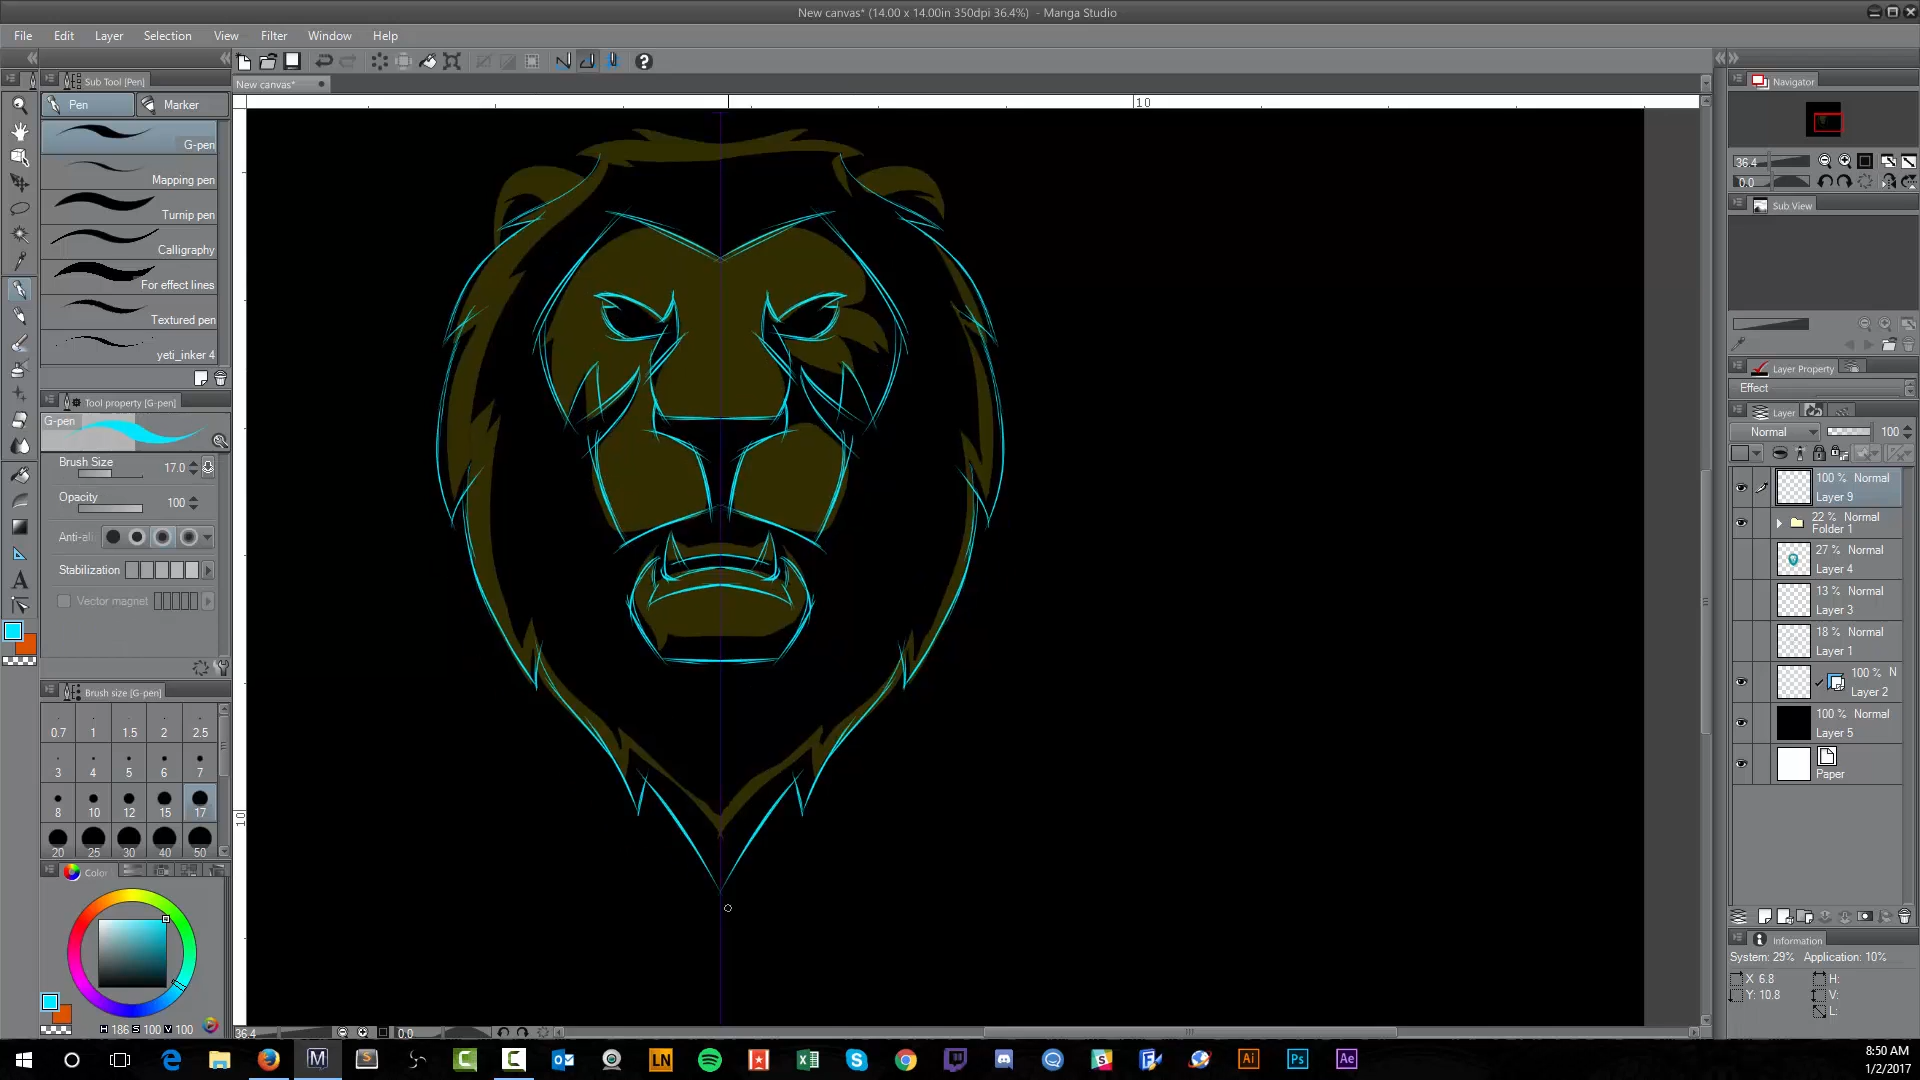 New canvas* (14.00 x 14.00in 350dpi 36.4%) - Manga Studio
File Edit Layer Selection View Filter Window Help
Sub Tool [Pen]
Pen Marker
G-pen
Mapping pen
Turnip pen
Calligraphy
For effect lines
Textured pen
yeti_inker 4
Tool property [G-pen]
G-pen
Brush Size 17.0
Opacity 100
Anti-ali
Stabilization
Vector magnet
Brush size [G-pen]
0.7 1 1.5 2 2.5
3 4 5 6 7
8 10 12 15 17
20 25 30 40 50
Color
H 186 S 100 V 100
New canvas*
10
10
36.4 0.0
Navigator
36.4
0.0
Sub View
Layer Property
Effect
Layer
Normal 100
100 % Normal
Layer 9
22 % Normal
Folder 1
27 % Normal
Layer 4
13 % Normal
Layer 3
18 % Normal
Layer 1
100 % N
Layer 2
100 % Normal
Layer 5
Paper
Information
System: 29% Application: 10%
X 6.8 H:
Y: 10.8 V:
L:
M S LN Ai Ps Ae
8:50 AM
1/2/2017